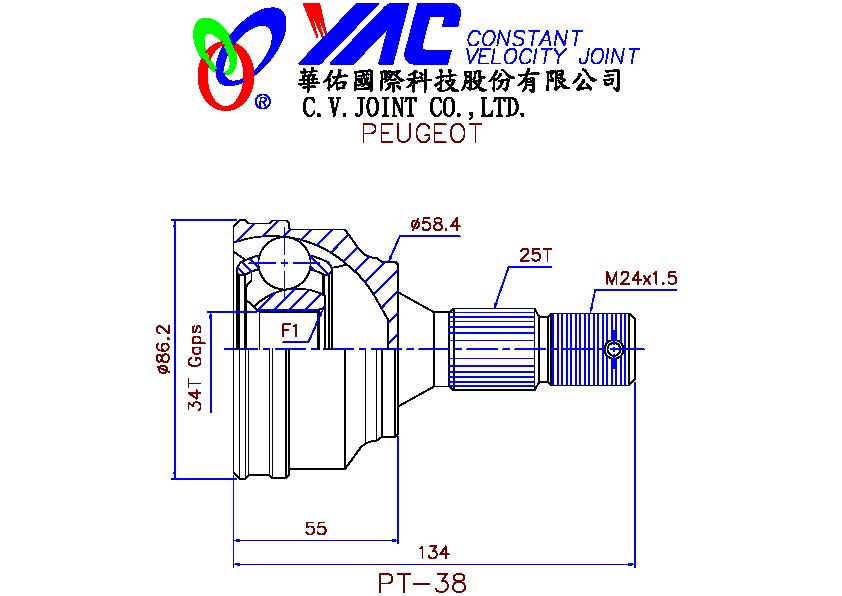 YAC CONSTANT
VELOCITY JOINT
®
華佑國際科技股份有限公司
C.V.JOINT CO.,LTD.
PEUGEOT
ø58.4
25T
M24x1.5
ø86.2
34T Gaps
F1
55
134
PT-38